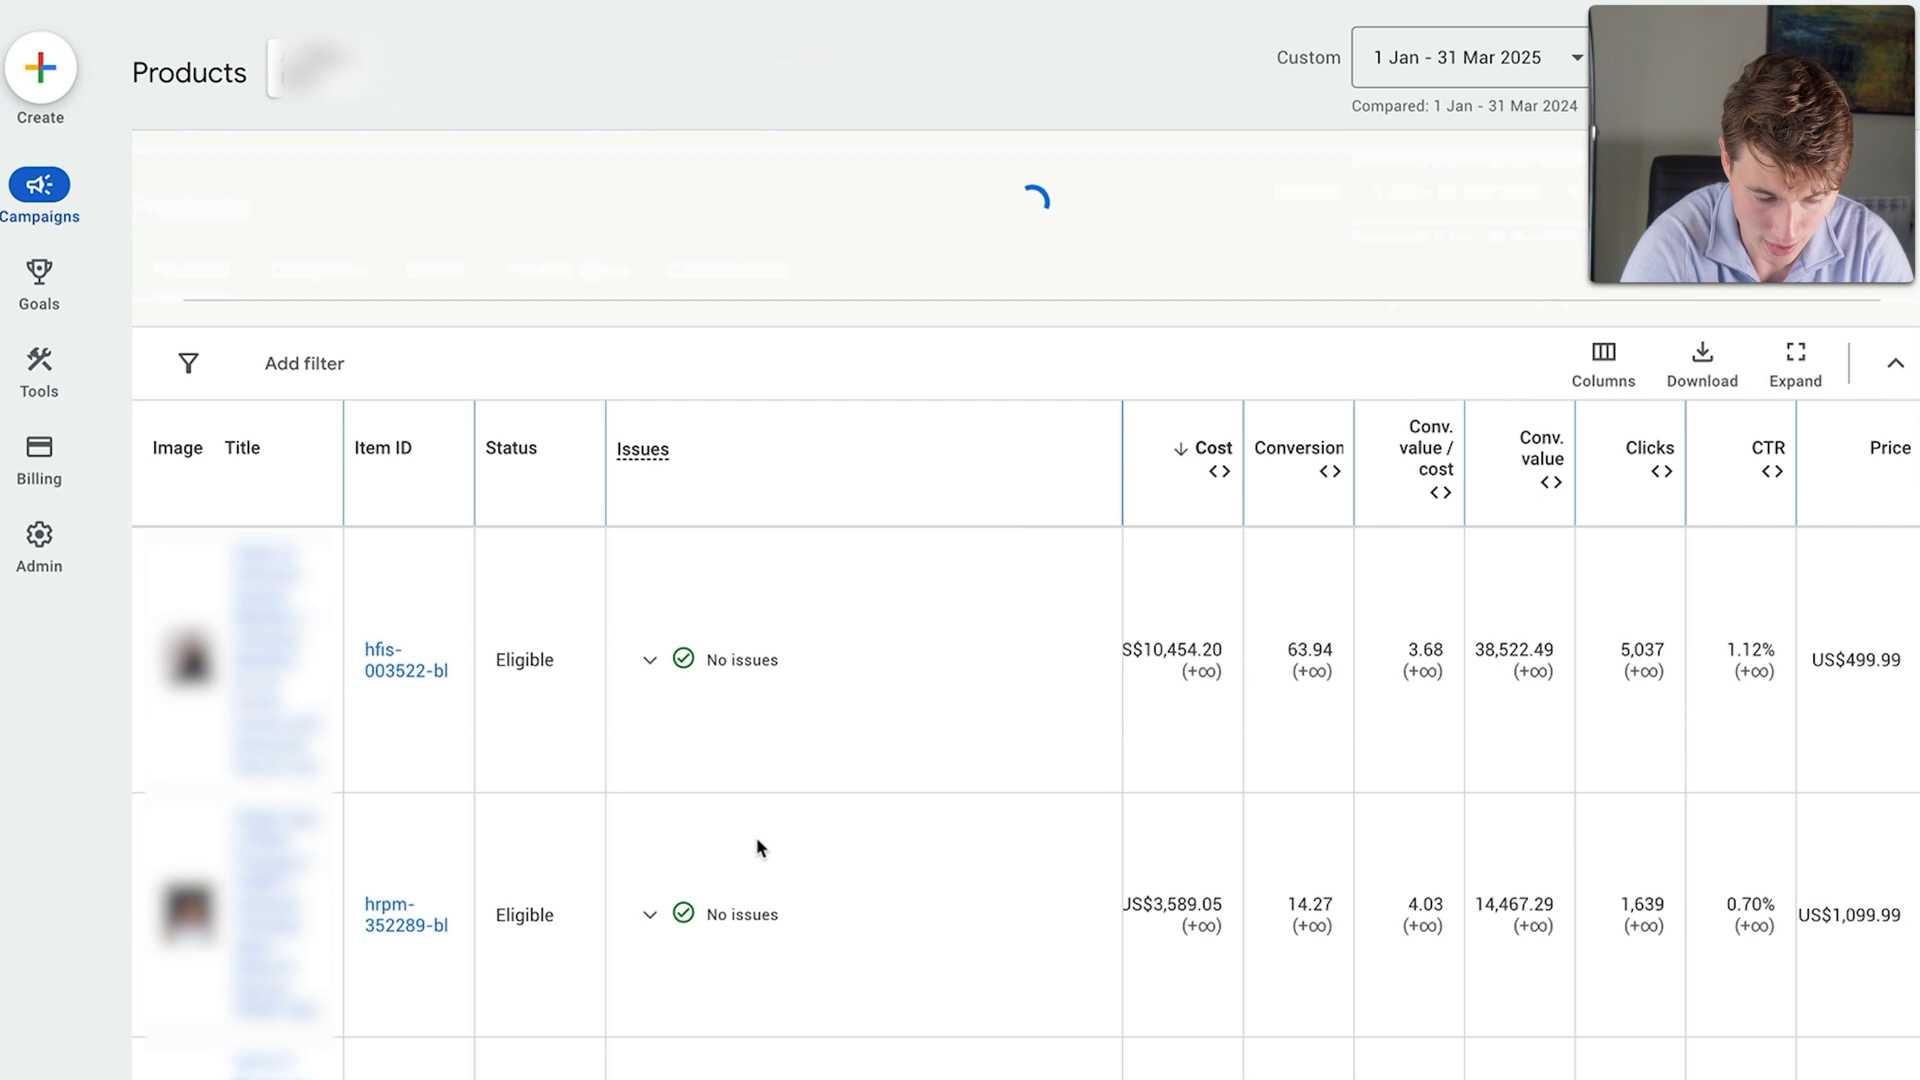 Create
Campaigns
Goals
Tools
Billing
Admin
Products
Custom
1 Jan - 31 Mar 2025
Compared: 1 Jan - 31 Mar 2024
Add filter
Columns
Download
Expand
Image
Title
Item ID
Status
Issues
Cost
Conversion
Conv.
value /
cost
Conv.
value
Clicks
CTR
Price
hfis-
003522-bl
Eligible
No issues
S$10,454.20
(+∞)
63.94
(+∞)
3.68
(+∞)
38,522.49
(+∞)
5,037
(+∞)
1.12%
(+∞)
US$499.99
hrpm-
352289-bl
Eligible
No issues
US$3,589.05
(+∞)
14.27
(+∞)
4.03
(+∞)
14,467.29
(+∞)
1,639
(+∞)
0.70%
(+∞)
US$1,099.99